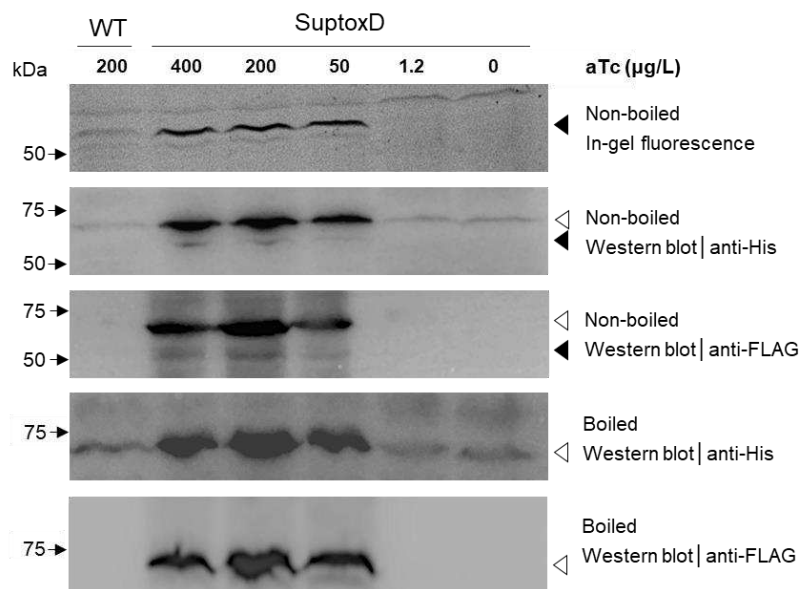 WT SuptoxD
kDa 200 400 200 50 1.2 0 aTc (µg/L)
Non-boiled
In-gel fluorescence
50
75
Non-boiled
Western blot | anti-His
50
75
Non-boiled
Western blot | anti-FLAG
50
Boiled
75
Western blot | anti-His
Boiled
75
Western blot | anti-FLAG